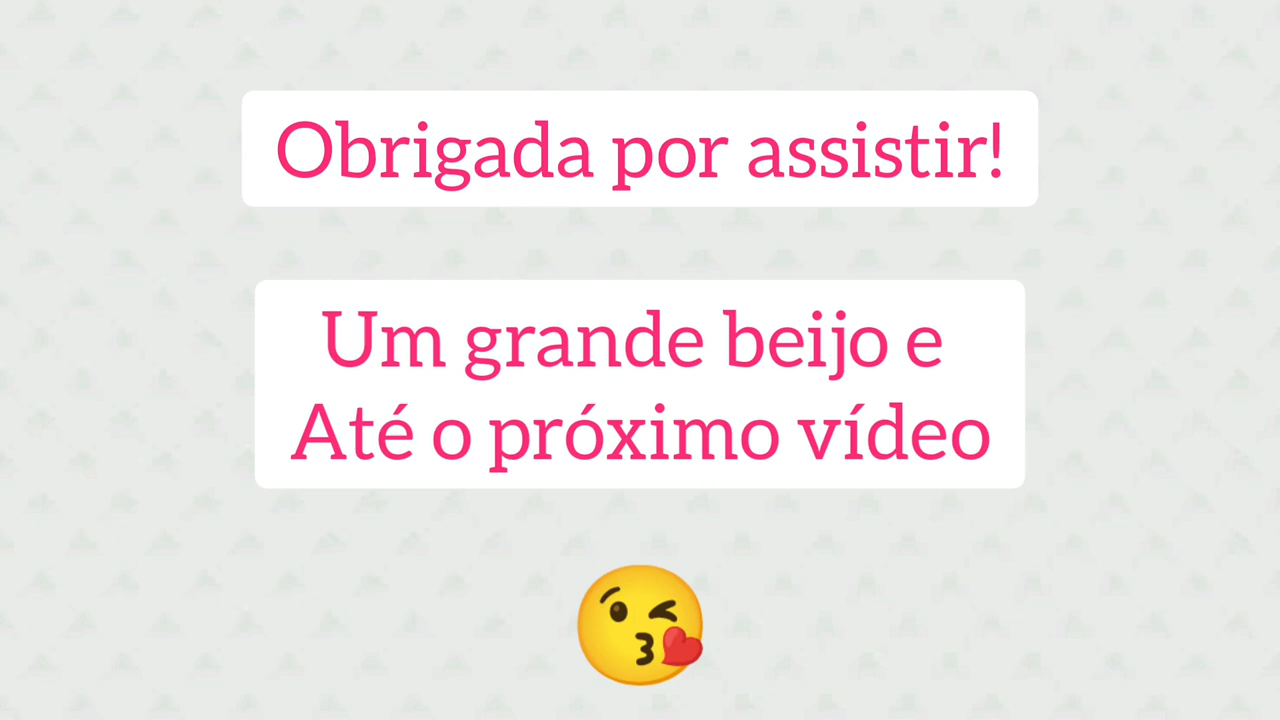 Obrigada por assistir!
Um grande beijo e
Até o próximo vídeo